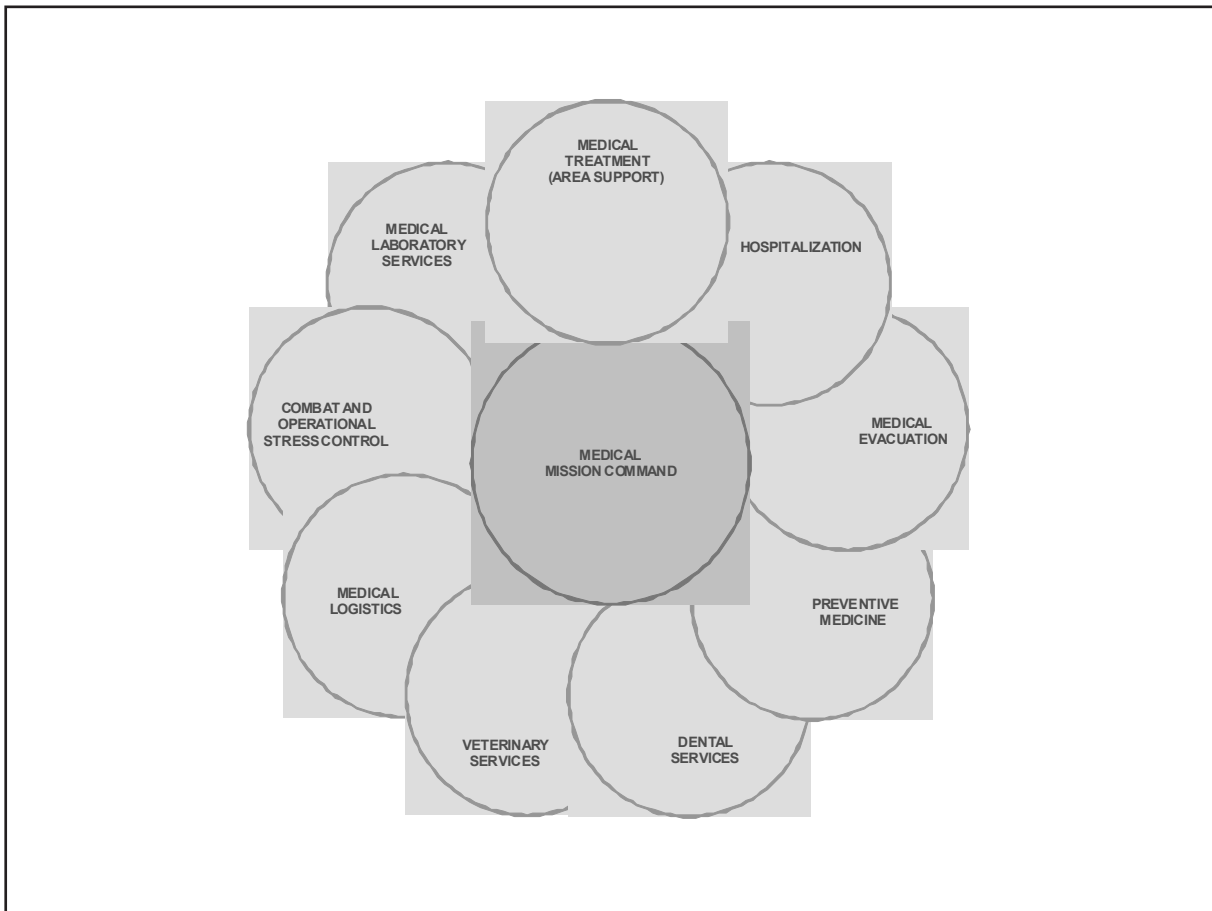 MEDICAL
TREATMENT
(AREA SUPPORT)
MEDICAL
LABORATORY
SERVICES
HOSPITALIZATION
COMBAT AND
OPERATIONAL
STRESS CONTROL
MEDICAL
EVACUATION
MEDICAL
MISSION COMMAND
MEDICAL
LOGISTICS
PREVENTIVE
MEDICINE
VETERINARY
SERVICES
DENTAL
SERVICES